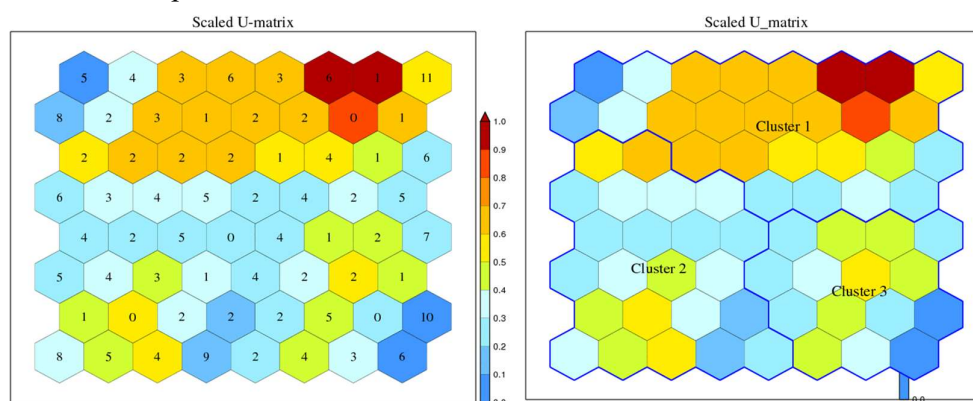 Scaled U-matrix
5 4 3 6 3 6 1 11
8 2 3 1 2 2 0 1
2 2 2 2 1 4 1 6
6 3 4 5 2 4 2 5
4 2 5 0 4 1 2 7
5 4 3 1 4 2 2 1
1 0 2 2 2 5 0 10
8 5 4 9 2 4 3 6
1.0
0.9
0.8
0.7
0.6
0.5
0.4
0.3
0.2
0.1
Scaled U_matrix
Cluster 1
Cluster 2
Cluster 3